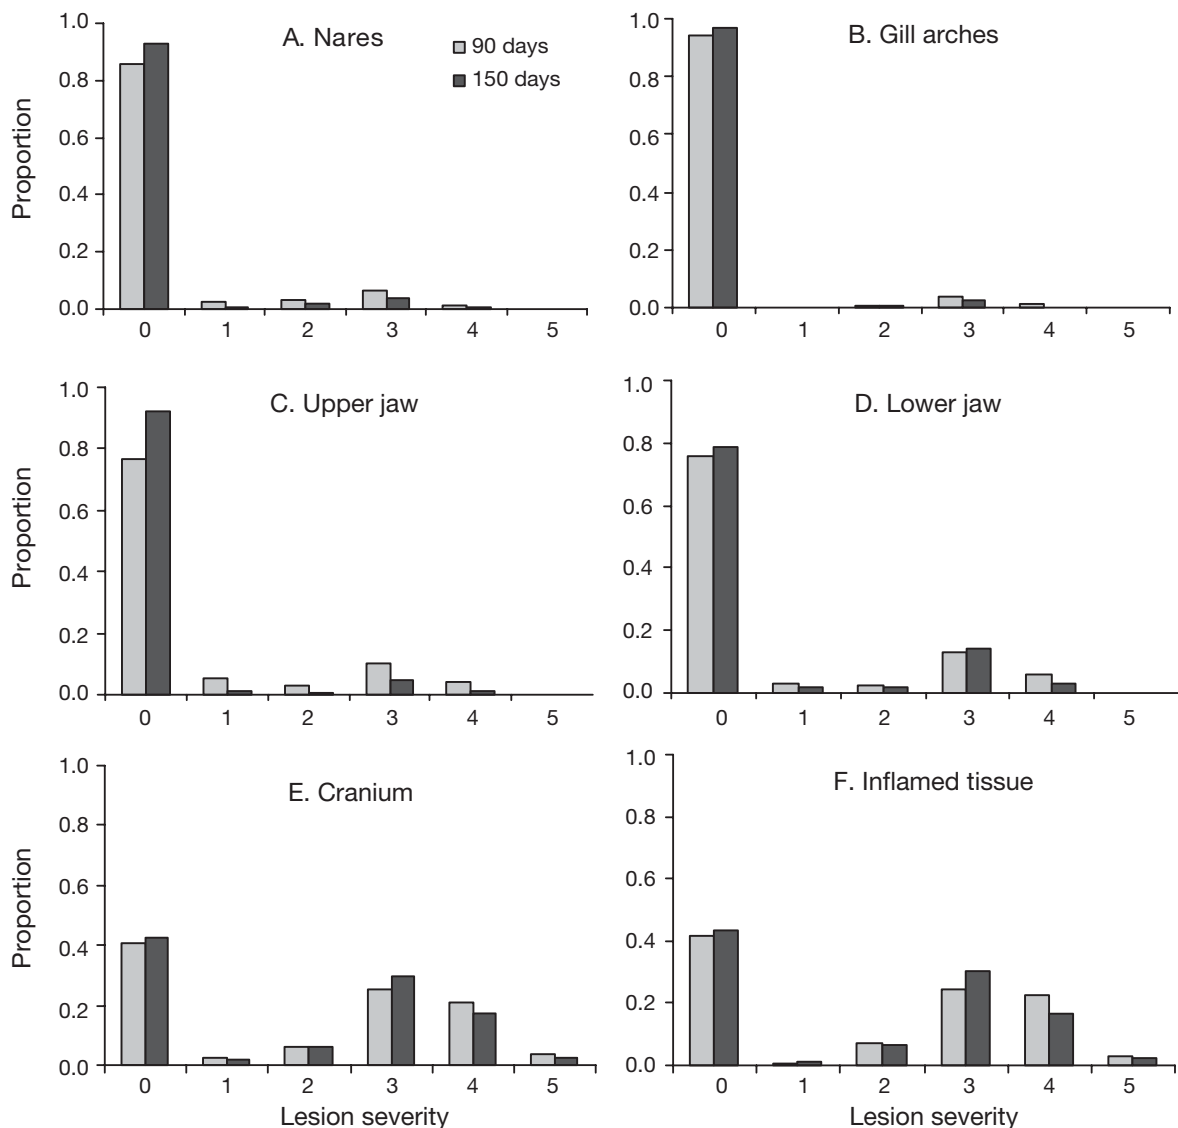 A. Nares
90 days
150 days
Proportion
1.0
0.8
0.6
0.4
0.2
0.0
0 1 2 3 4 5
B. Gill arches
1.0
0.8
0.6
0.4
0.2
0.0
0 1 2 3 4 5
C. Upper jaw
Proportion
1.0
0.8
0.6
0.4
0.2
0.0
0 1 2 3 4 5
D. Lower jaw
1.0
0.8
0.6
0.4
0.2
0.0
0 1 2 3 4 5
E. Cranium
Proportion
1.0
0.8
0.6
0.4
0.2
0.0
0 1 2 3 4 5
Lesion severity
F. Inflamed tissue
1.0
0.8
0.6
0.4
0.2
0.0
0 1 2 3 4 5
Lesion severity